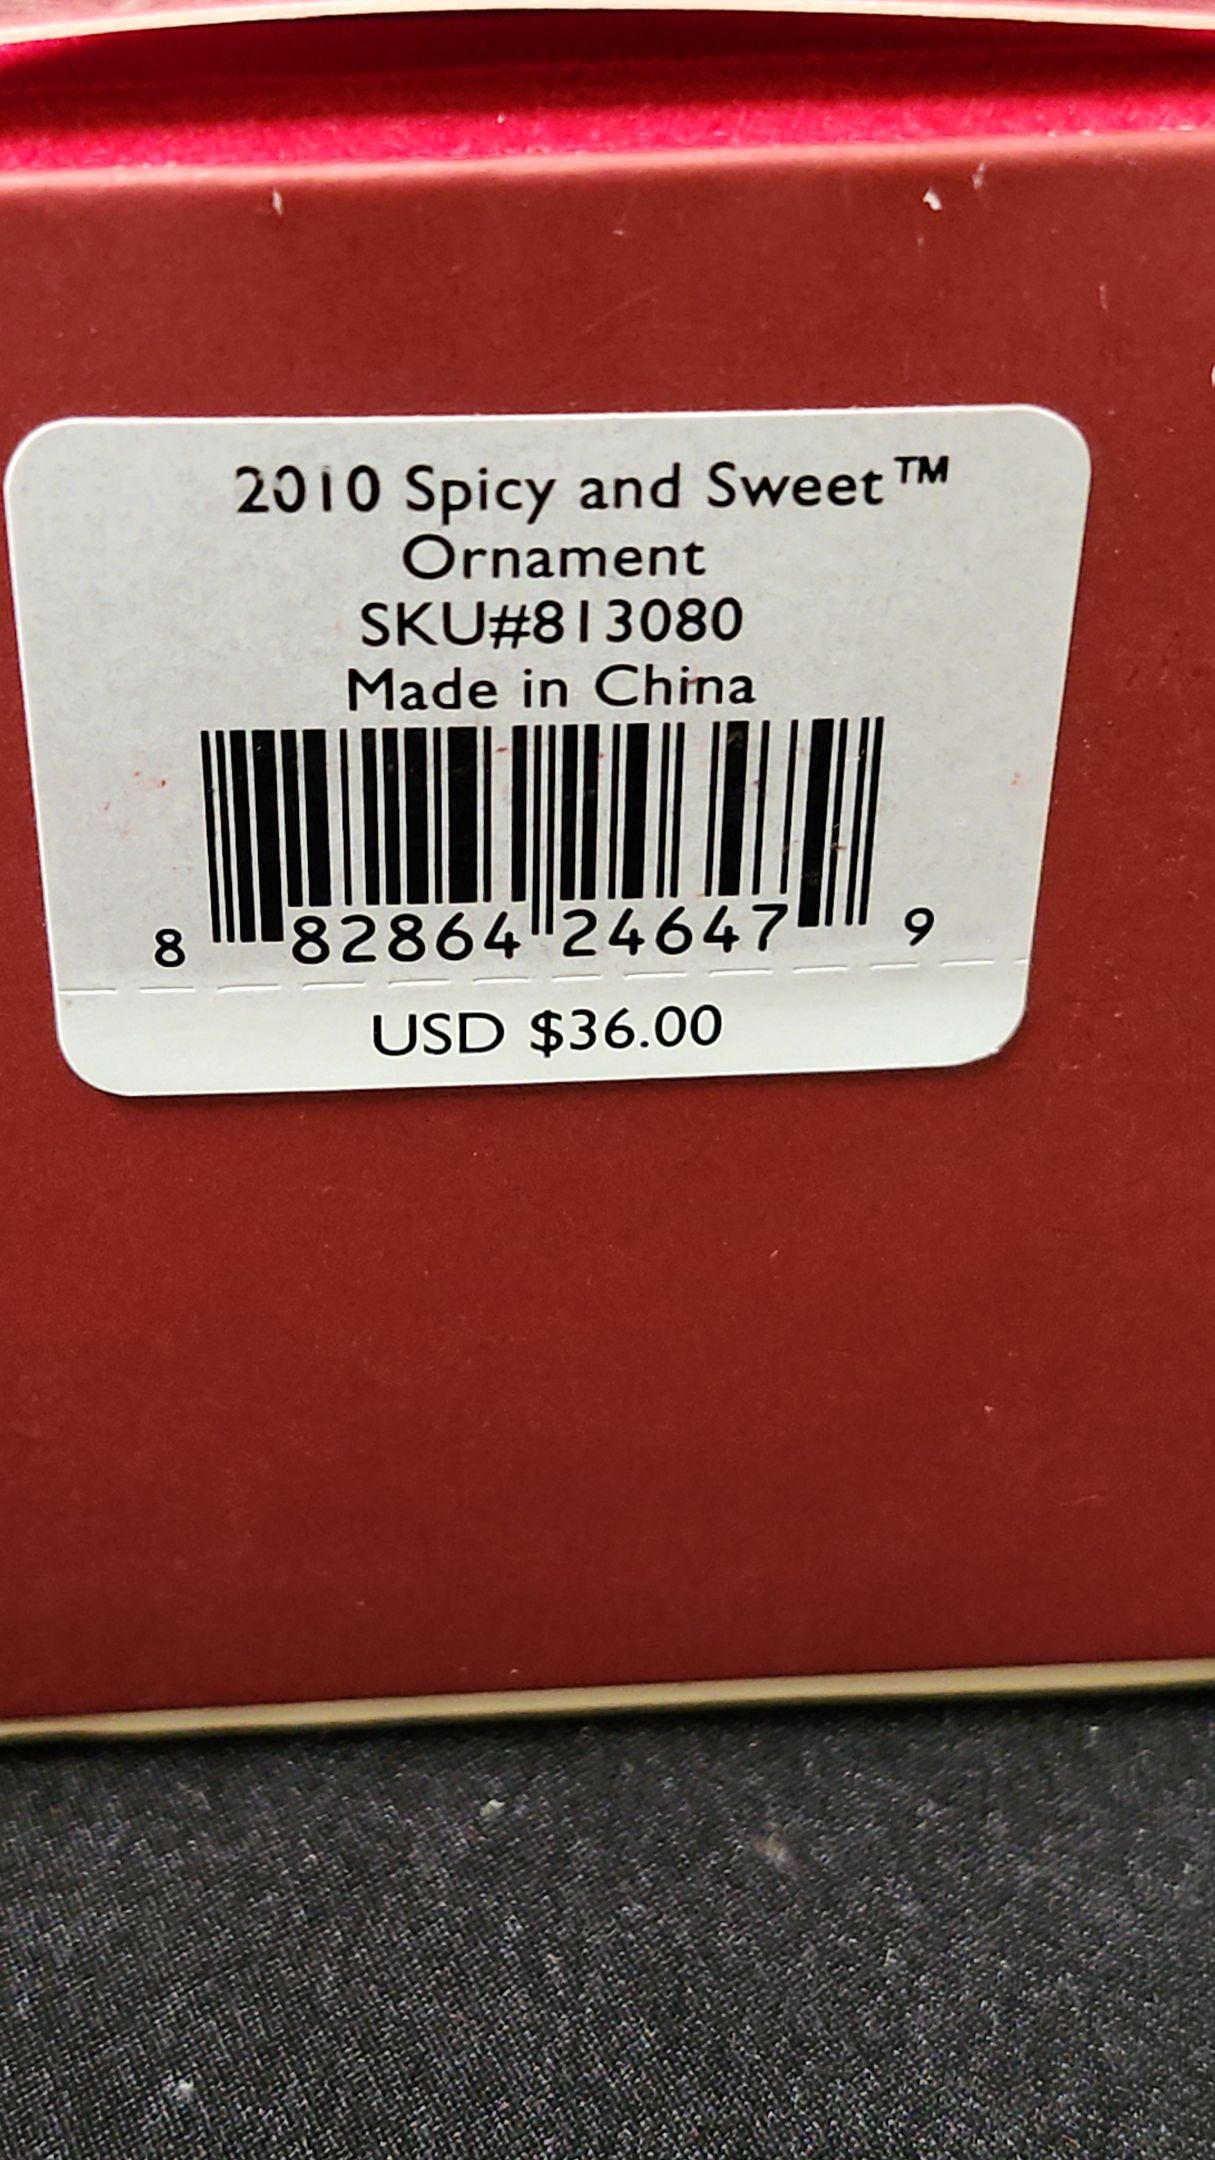 2010 Spicy and Sweet™
Ornament
SKU#813080
Made in China
8 82864 24647 9
USD $36.00